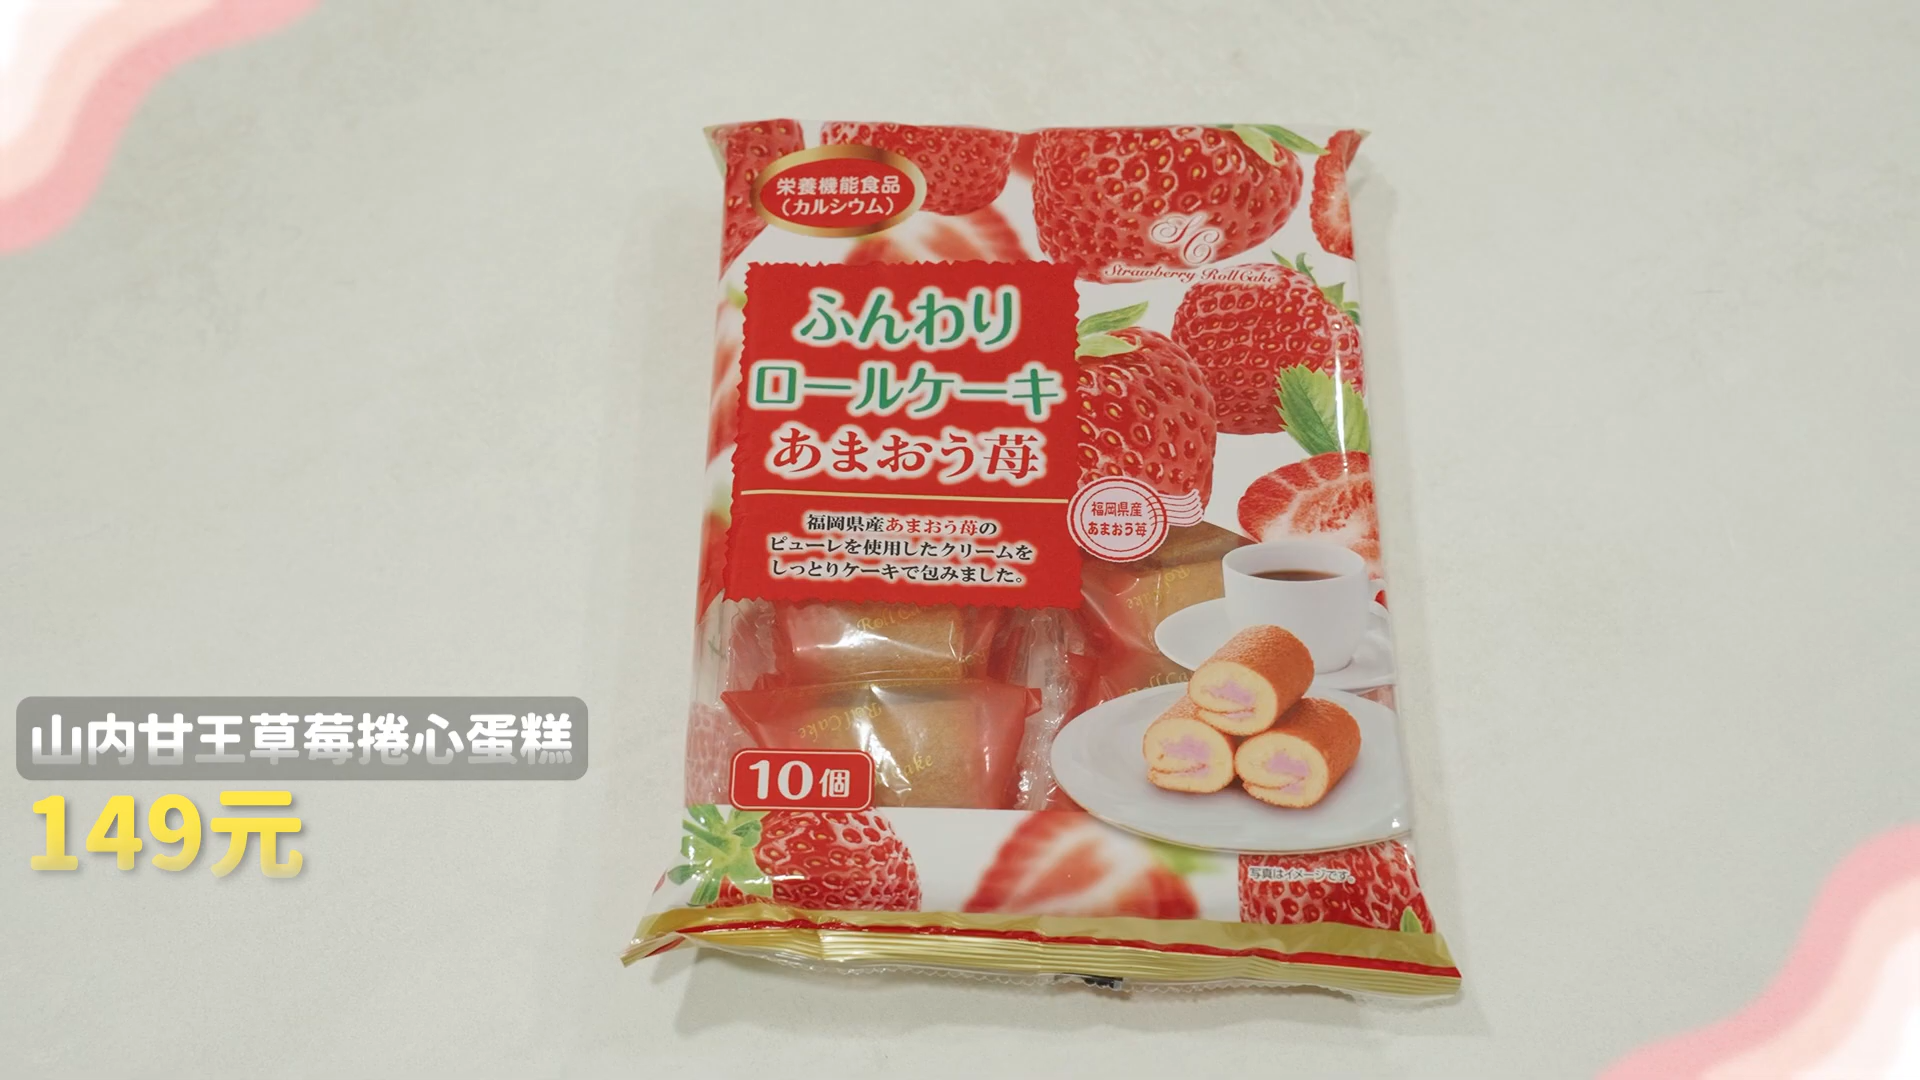 栄養機能食品
(カルシウム)
SC
Strawberry Roll Cake
ふんわり
ロールケーキ
あまおう苺
福岡県産あまおう苺の
ピューレを使用したクリームを
しっとりケーキで包みました。
福岡県産
あまおう苺
Roll Cake
10個
写真はイメージです。
山内甘王草莓捲心蛋糕
149元